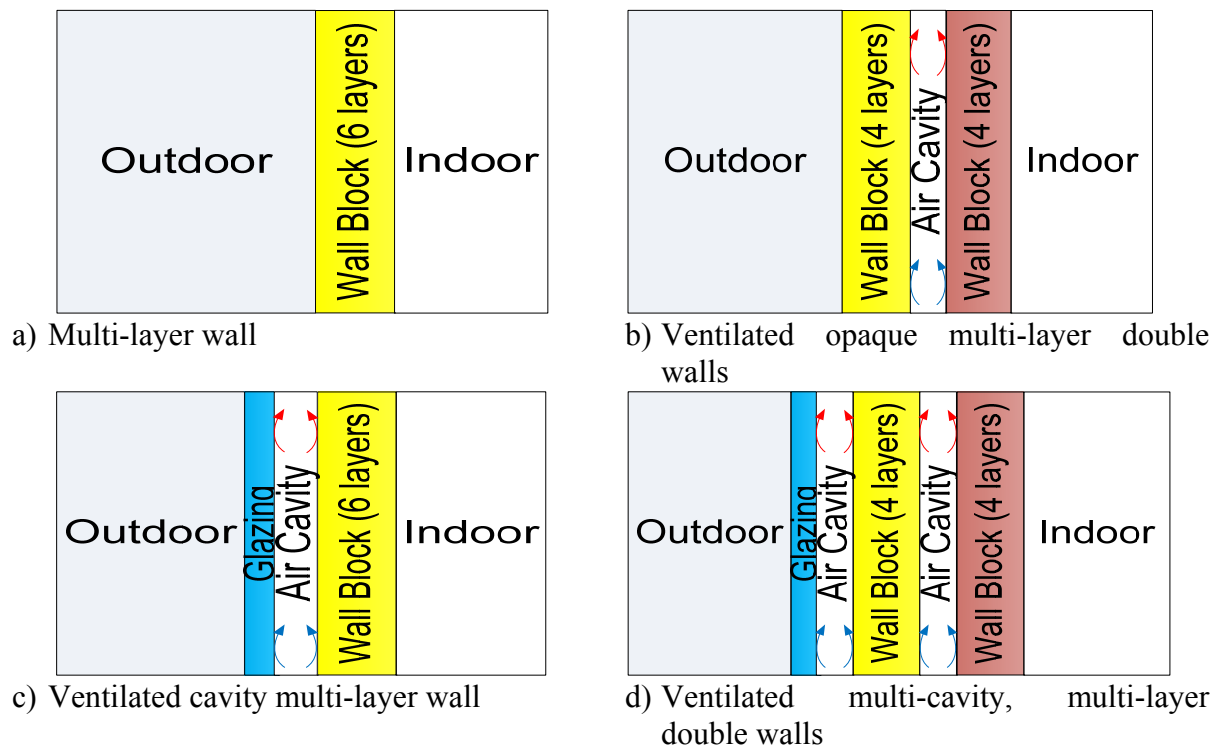 Outdoor
Wall Block (6 layers)
Indoor
a) Multi-layer wall
Outdoor
Wall Block (4 layers)
Air Cavity
Wall Block (4 layers)
Indoor
b) Ventilated opaque multi-layer double
walls
Outdoor
Glazing
Air Cavity
Wall Block (6 layers)
Indoor
c) Ventilated cavity multi-layer wall
Outdoor
Glazing
Air Cavity
Wall Block (4 layers)
Air Cavity
Wall Block (4 layers)
Indoor
d) Ventilated multi-cavity, multi-layer
double walls